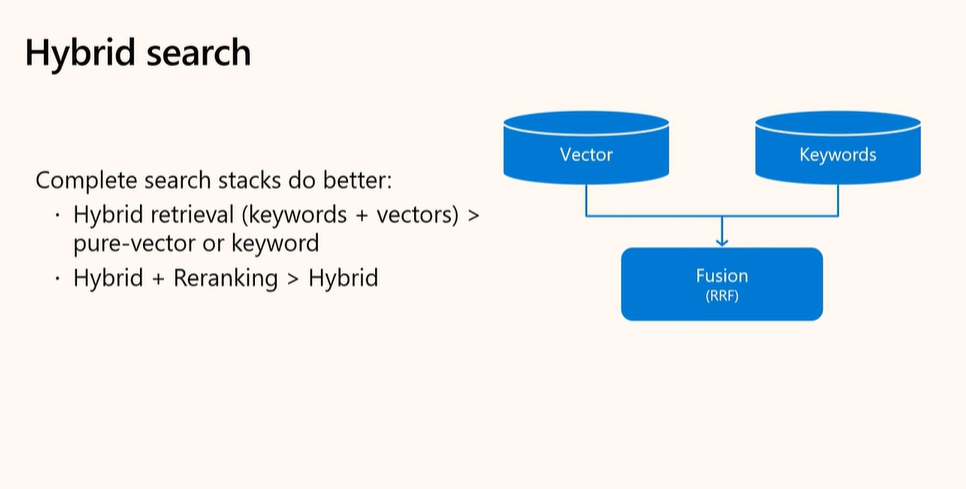 Hybrid search
Complete search stacks do better:
· Hybrid retrieval (keywords + vectors) >
pure-vector or keyword
· Hybrid + Reranking > Hybrid
Vector
Keywords
Fusion
(RRF)